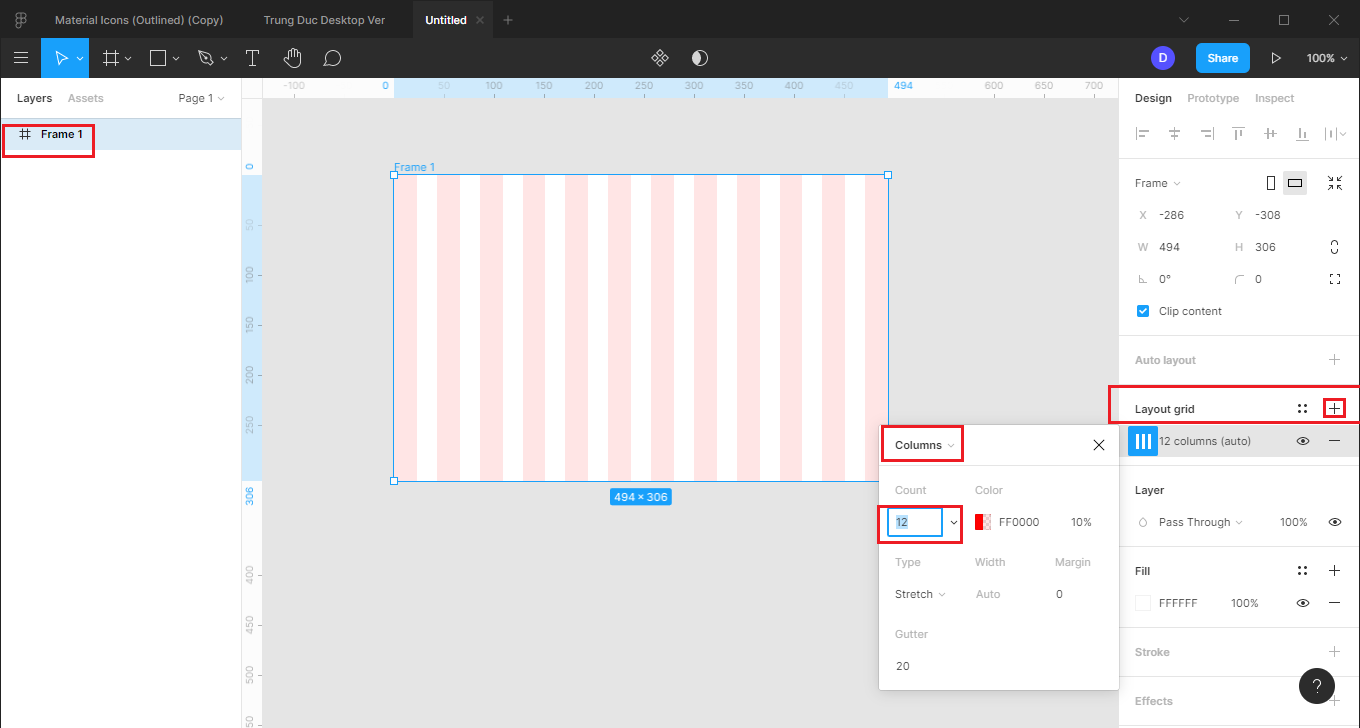 Material Icons (Outlined) (Copy) Trung Duc Desktop Ver Untitled
D Share 100%
Layers Assets Page 1
Frame 1
-100 0 50 100 150 200 250 300 350 400 450 494 600 650 700
0
50
100
150
200
250
306
400
450
500
50
Frame 1
494 × 306
Design Prototype Inspect
Frame
X -286 Y -308
W 494 H 306
0° 0
Clip content
Auto layout
Layout grid
12 columns (auto)
Layer
Pass Through 100%
Fill
FFFFFF 100%
Stroke
Effects
?
Columns
Count Color
12 FF0000 10%
Type Width Margin
Stretch Auto 0
Gutter
20